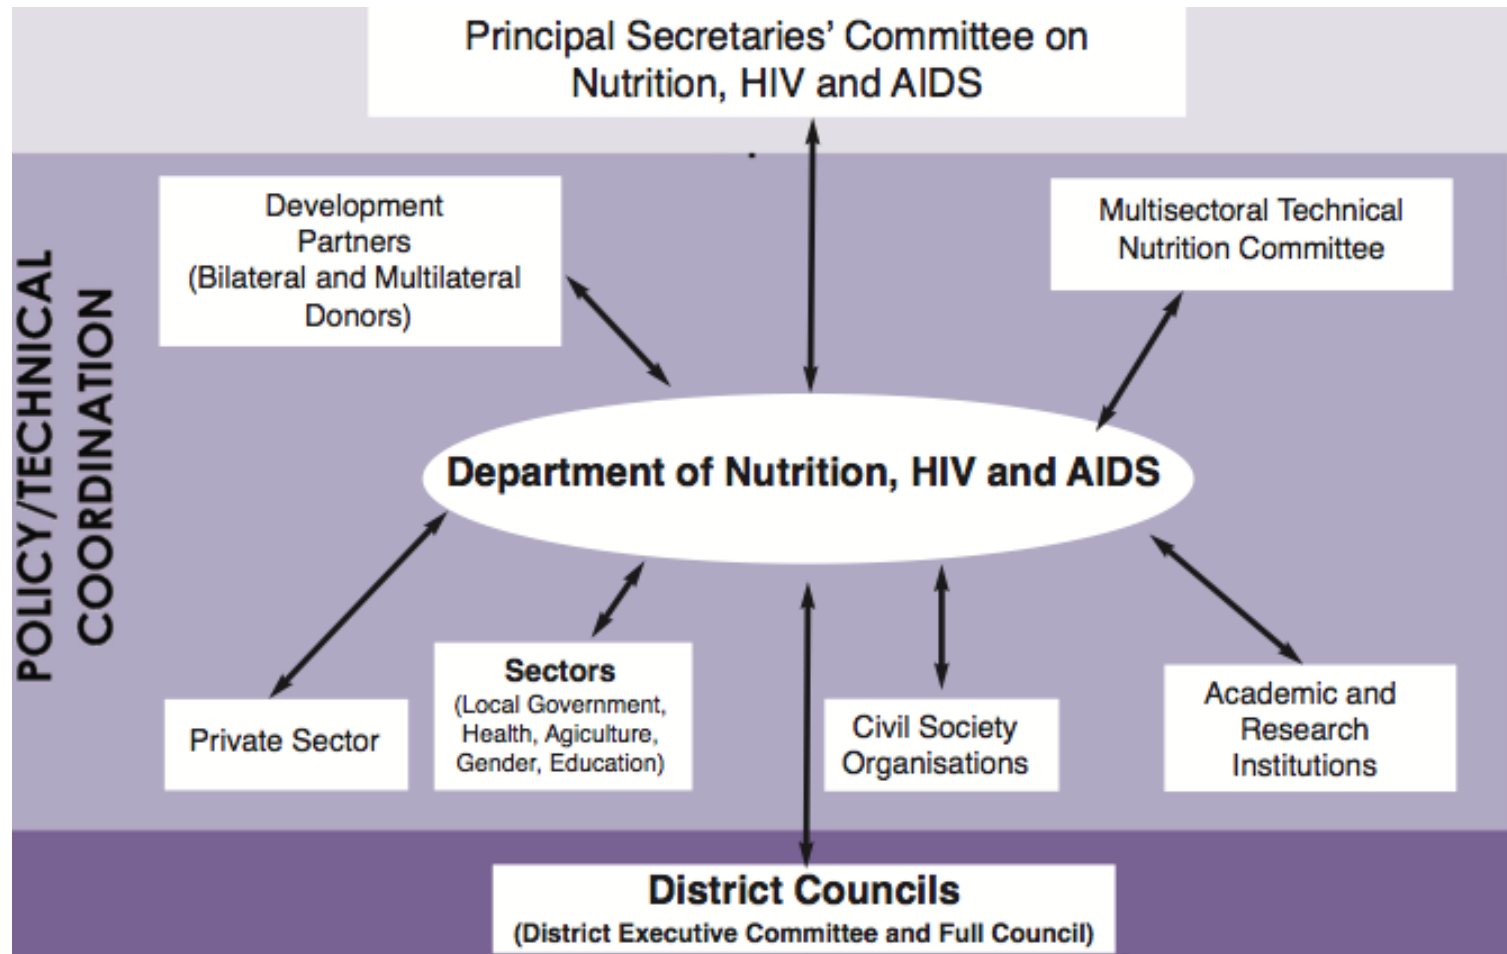 Principal Secretaries’ Committee on
Nutrition, HIV and AIDS
POLICY/TECHNICAL
COORDINATION
Development
Partners
(Bilateral and Multilateral
Donors)
Multisectoral Technical
Nutrition Committee
Department of Nutrition, HIV and AIDS
Private Sector
Sectors
(Local Government,
Health, Agiculture,
Gender, Education)
Civil Society
Organisations
Academic and
Research
Institutions
District Councils
(District Executive Committee and Full Council)